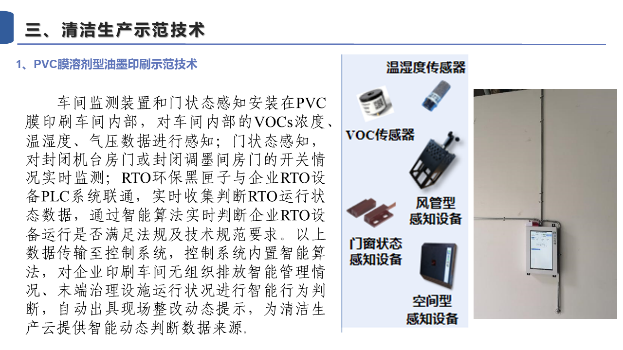 三、清洁生产示范技术
1、PVC膜溶剂型油墨印刷示范技术
车间监测装置和门状态感知安装在PVC
膜印刷车间内部，对车间内部的VOCs浓度、
温湿度、气压数据进行感知；门状态感知，
对封闭机台房门或封闭调墨间房门的开关情
况实时监测；RTO环保黑匣子与企业RTO设
备PLC系统联通，实时收集判断RTO运行状
态数据，通过智能算法实时判断企业RTO设
备运行是否满足法规及技术规范要求。以上
数据传输至控制系统，控制系统内置智能算
法，对企业印刷车间无组织排放智能管理情
况、末端治理设施运行状况进行智能行为判
断，自动出具现场整改动态提示，为清洁生
产云提供智能动态判断数据来源。
温湿度传感器
VOC传感器
风管型
感知设备
门窗状态
感知设备
空间型
感知设备